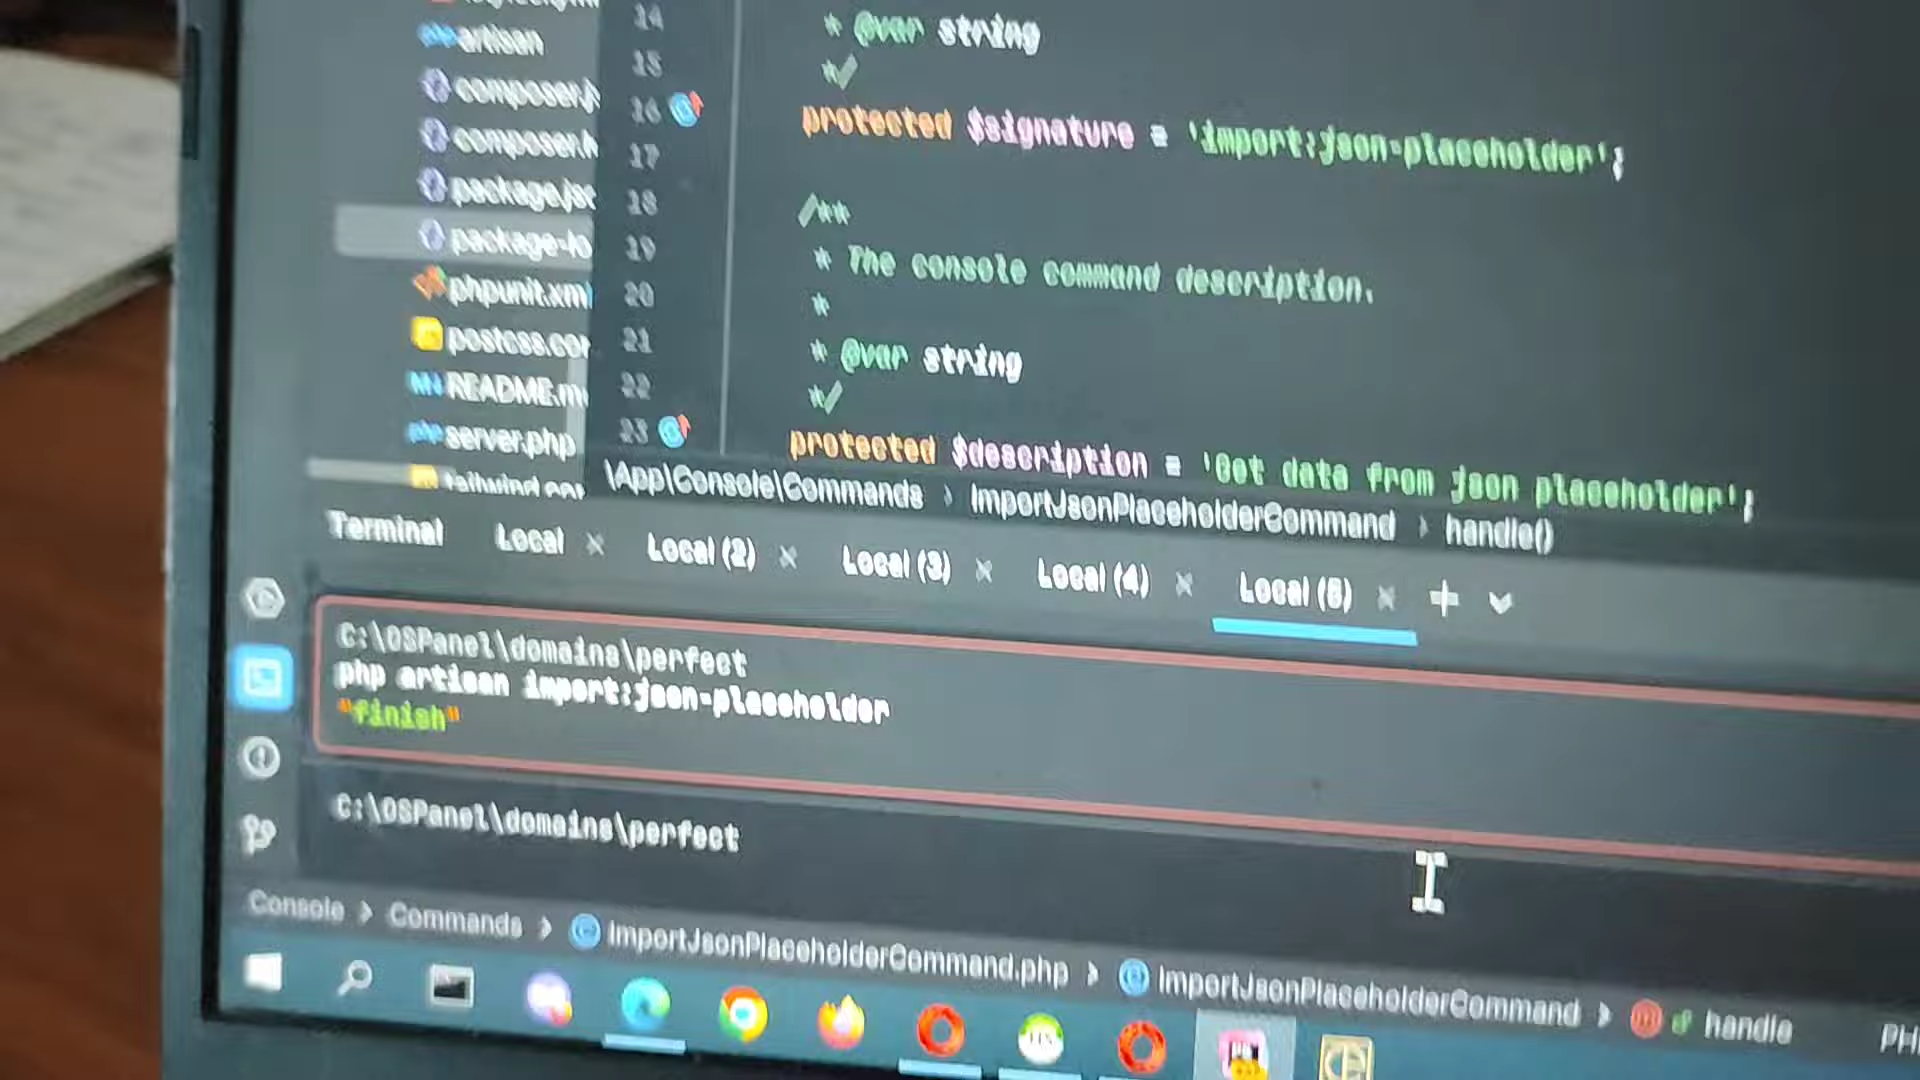 artisan
composer.j
composer.
package.js
package-lo
phpunit.xml
postcss.con
README.m
server.php
tailwind.con
14 * @var string
15 */
16 protected $signature = 'import:json-placeholder';
17
18 /**
19 * The console command description.
20 *
21 * @var string
22 */
23 protected $description = 'Get data from json placeholder';
\App\Console\Commands › ImportJsonPlaceholderCommand › handle()
Terminal Local × Local (2) × Local (3) × Local (4) × Local (5) × +
C:\OSPanel\domains\perfect
php artisan import:json-placeholder
"finish"
C:\OSPanel\domains\perfect
Console › Commands › ImportJsonPlaceholderCommand.php › ImportJsonPlaceholderCommand › handle